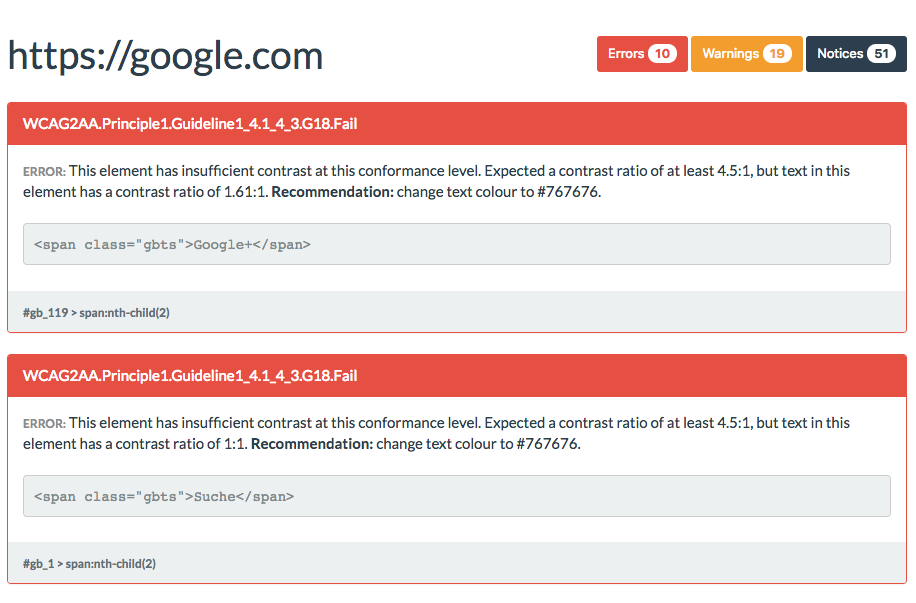 https://google.com
Errors 10 Warnings 19 Notices 51
WCAG2AA.Principle1.Guideline1_4.1_4_3.G18.Fail
ERROR: This element has insufficient contrast at this conformance level. Expected a contrast ratio of at least 4.5:1, but text in this
element has a contrast ratio of 1.61:1. Recommendation: change text colour to #767676.
<span class="gbts">Google+</span>
#gb_119 > span:nth-child(2)
WCAG2AA.Principle1.Guideline1_4.1_4_3.G18.Fail
ERROR: This element has insufficient contrast at this conformance level. Expected a contrast ratio of at least 4.5:1, but text in this
element has a contrast ratio of 1:1. Recommendation: change text colour to #767676.
<span class="gbts">Suche</span>
#gb_1 > span:nth-child(2)